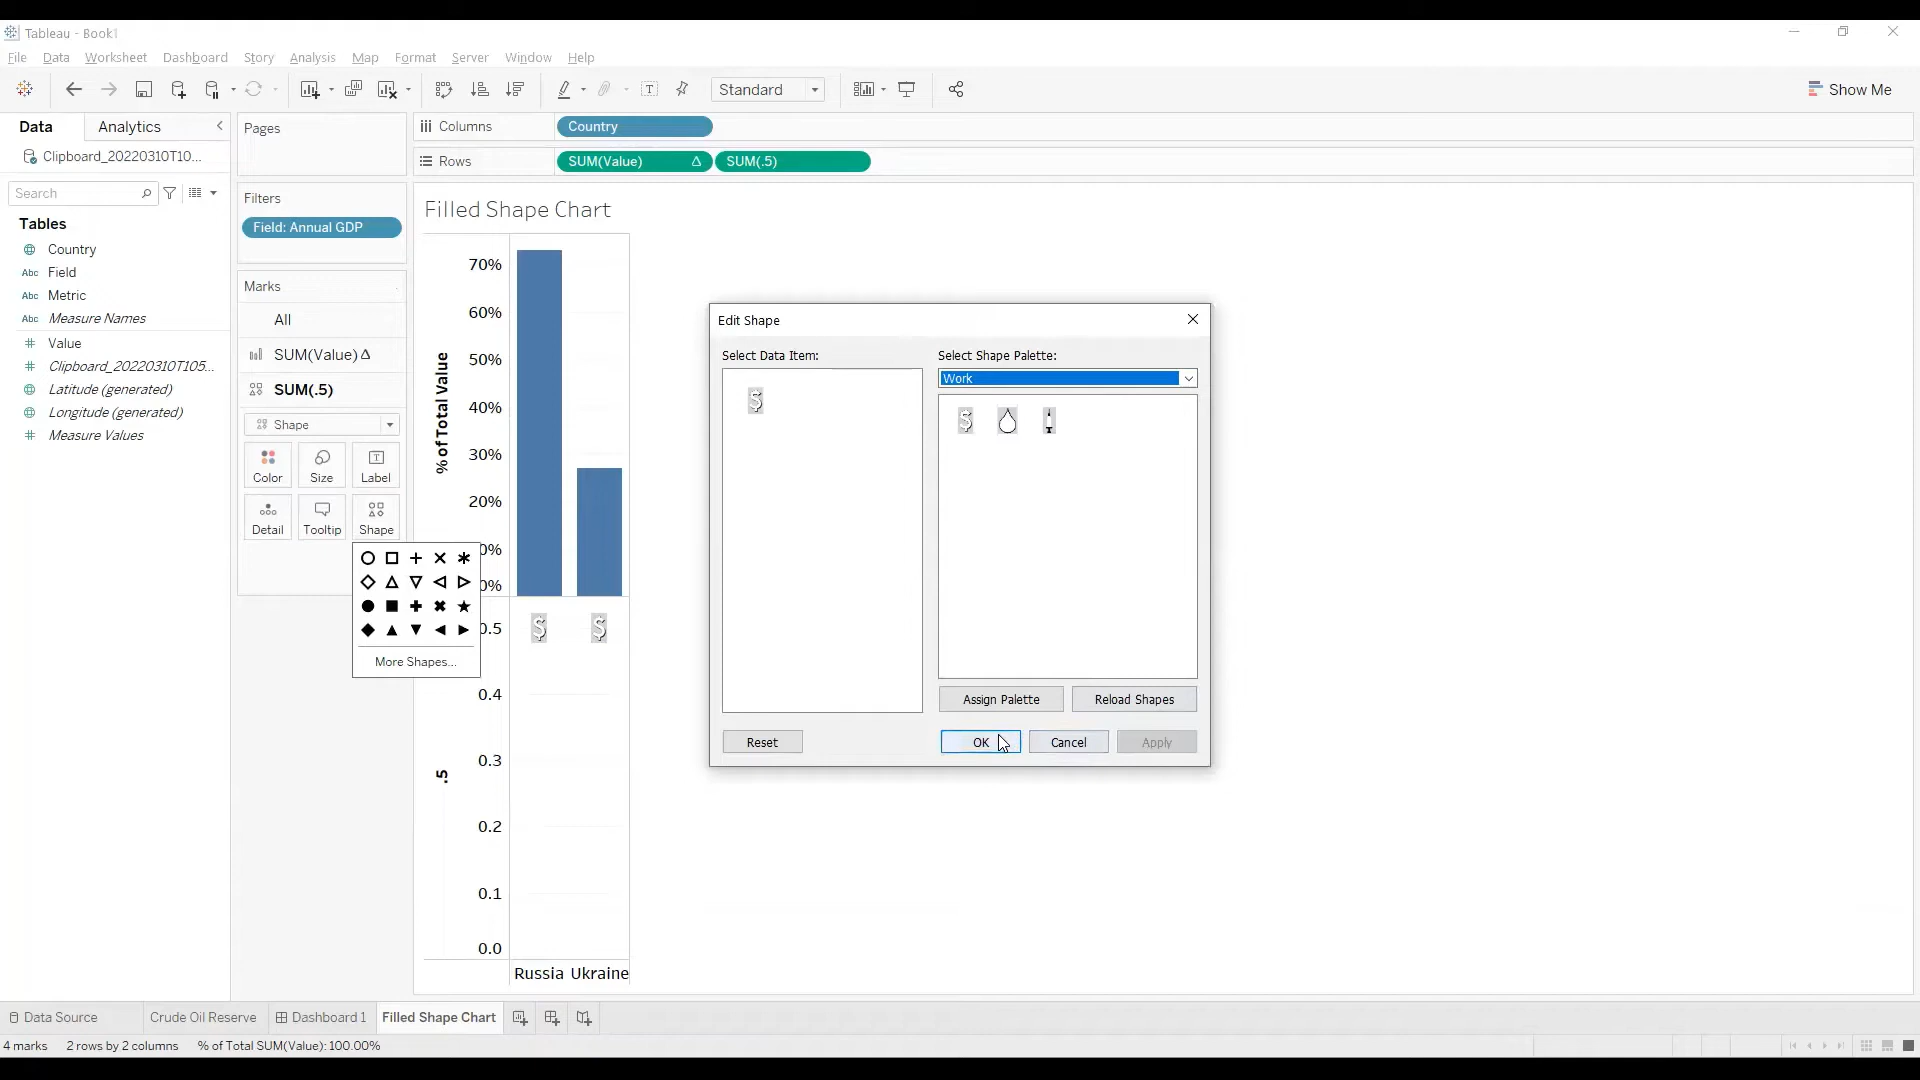 Tableau - Book1
File Data Worksheet Dashboard Story Analysis Map Format Server Window Help
Standard
Show Me
Data Analytics
Clipboard_20220310T10...
Search
Tables
Country
Abc Field
Abc Metric
Abc Measure Names
# Value
# Clipboard_20220310T105...
Latitude (generated)
Longitude (generated)
# Measure Values
Pages
Filters
Field: Annual GDP
Marks
All
SUM(Value) Δ
SUM(.5)
Shape
Color Size Label
Detail Tooltip Shape
More Shapes...
Columns Country
Rows SUM(Value) Δ SUM(.5)
Filled Shape Chart
% of Total Value
70%
60%
50%
40%
30%
20%
0%
0%
.5
0.5
0.4
0.3
0.2
0.1
0.0
$ $
Russia Ukraine
Edit Shape
Select Data Item:
$
Select Shape Palette:
Work
$
Assign Palette Reload Shapes
Reset OK Cancel Apply
Data Source Crude Oil Reserve Dashboard 1 Filled Shape Chart
4 marks 2 rows by 2 columns % of Total SUM(Value): 100.00%